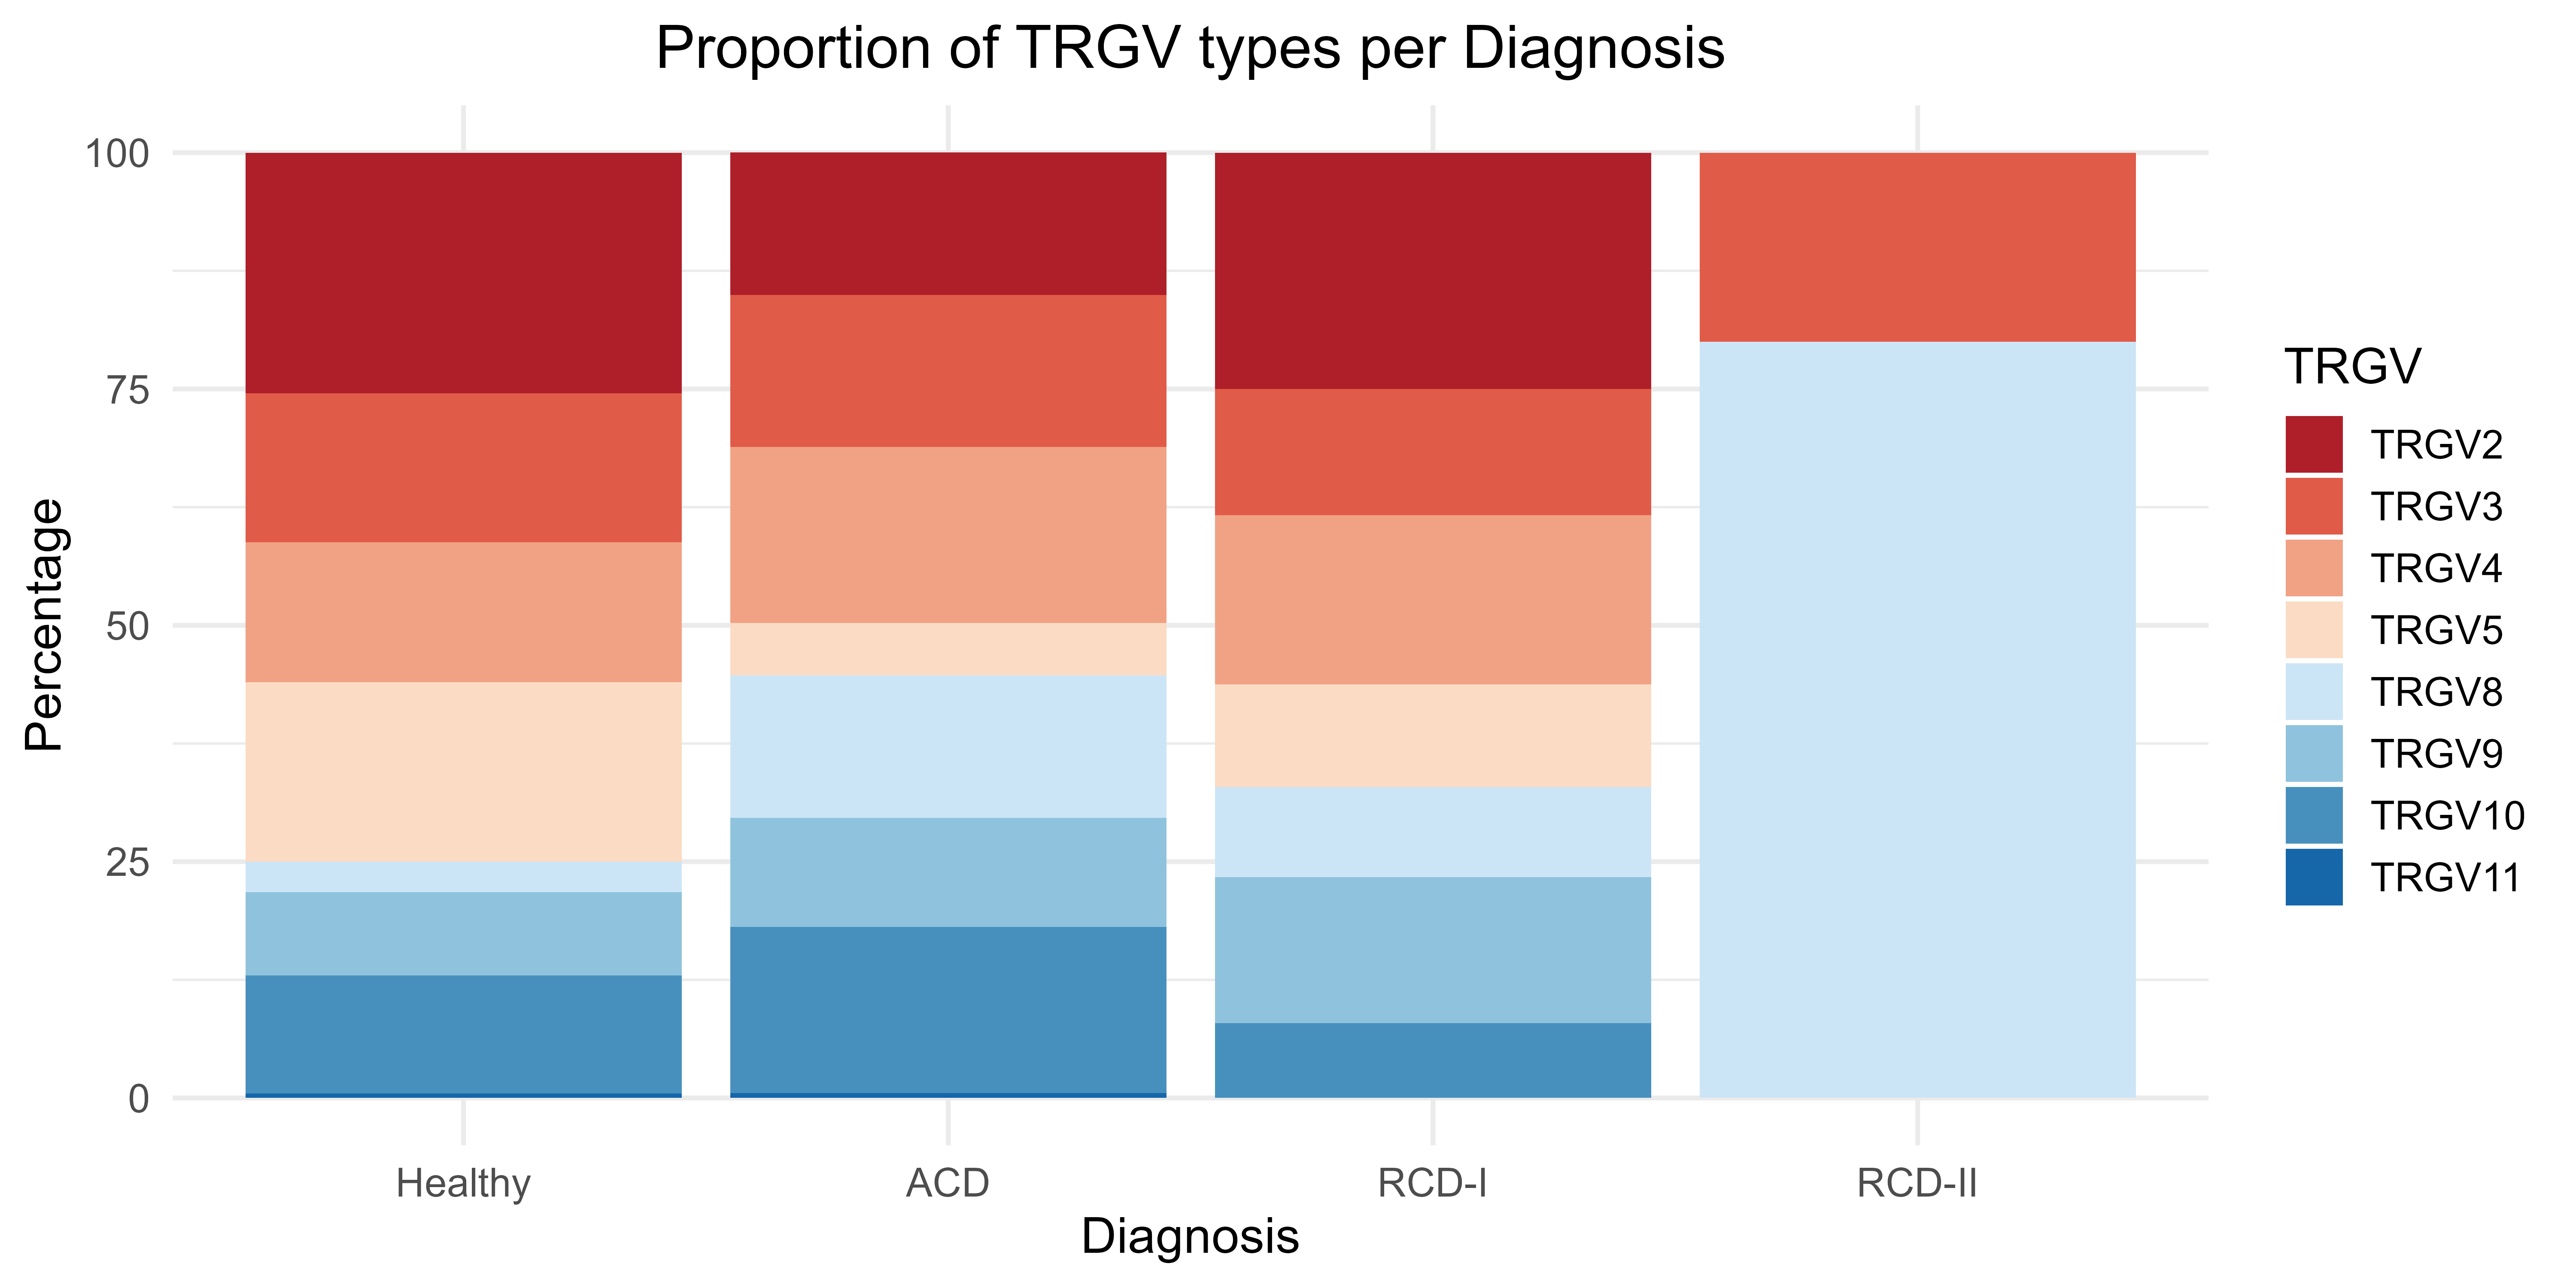 Proportion of TRGV types per Diagnosis
Percentage
100
75
50
25
0
Healthy
ACD
RCD-I
RCD-II
Diagnosis
TRGV
TRGV2
TRGV3
TRGV4
TRGV5
TRGV8
TRGV9
TRGV10
TRGV11